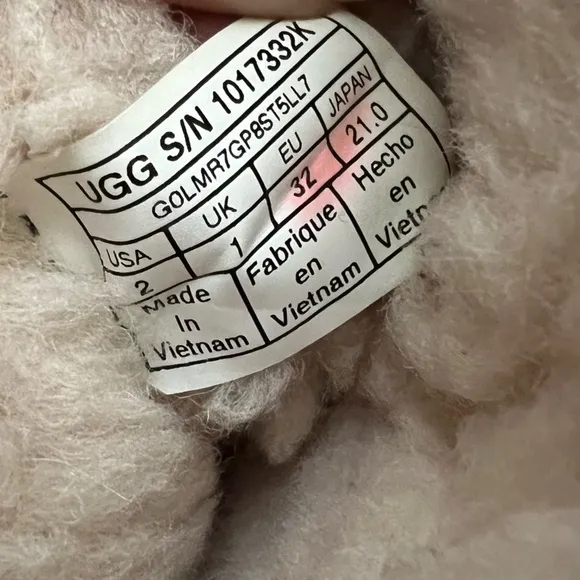 UGG S/N 1017332K
GOLMR7GP8ST5LL7
USA UK EU JAPAN
2 1 32 21.0
Made
In
Vietnam
Fabrique
en
Vietnam
Hecho
en